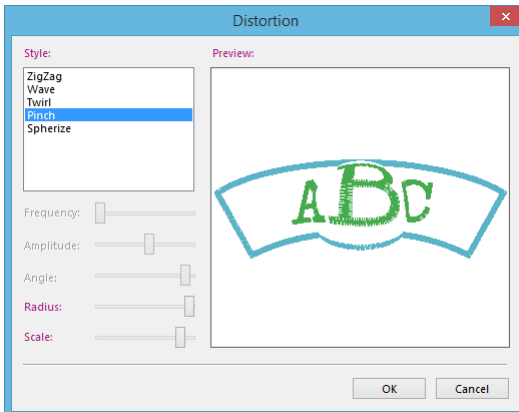 Distortion
Style:
ZigZag
Wave
Twirl
Pinch
Spherize
Frequency:
Amplitude:
Angle:
Radius:
Scale:
Preview:
ABC
OK
Cancel